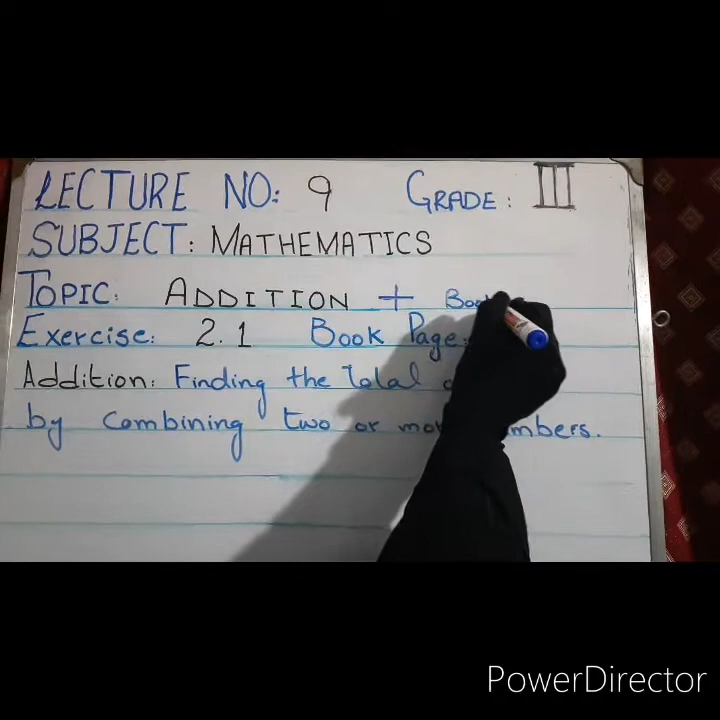 LECTURE NO: 9 GRADE: III
SUBJECT: MATHEMATICS
TOPIC: ADDITION +
Exercise: 2.1 Book Page:
Addition: Finding the Total
by combining two or
PowerDirector